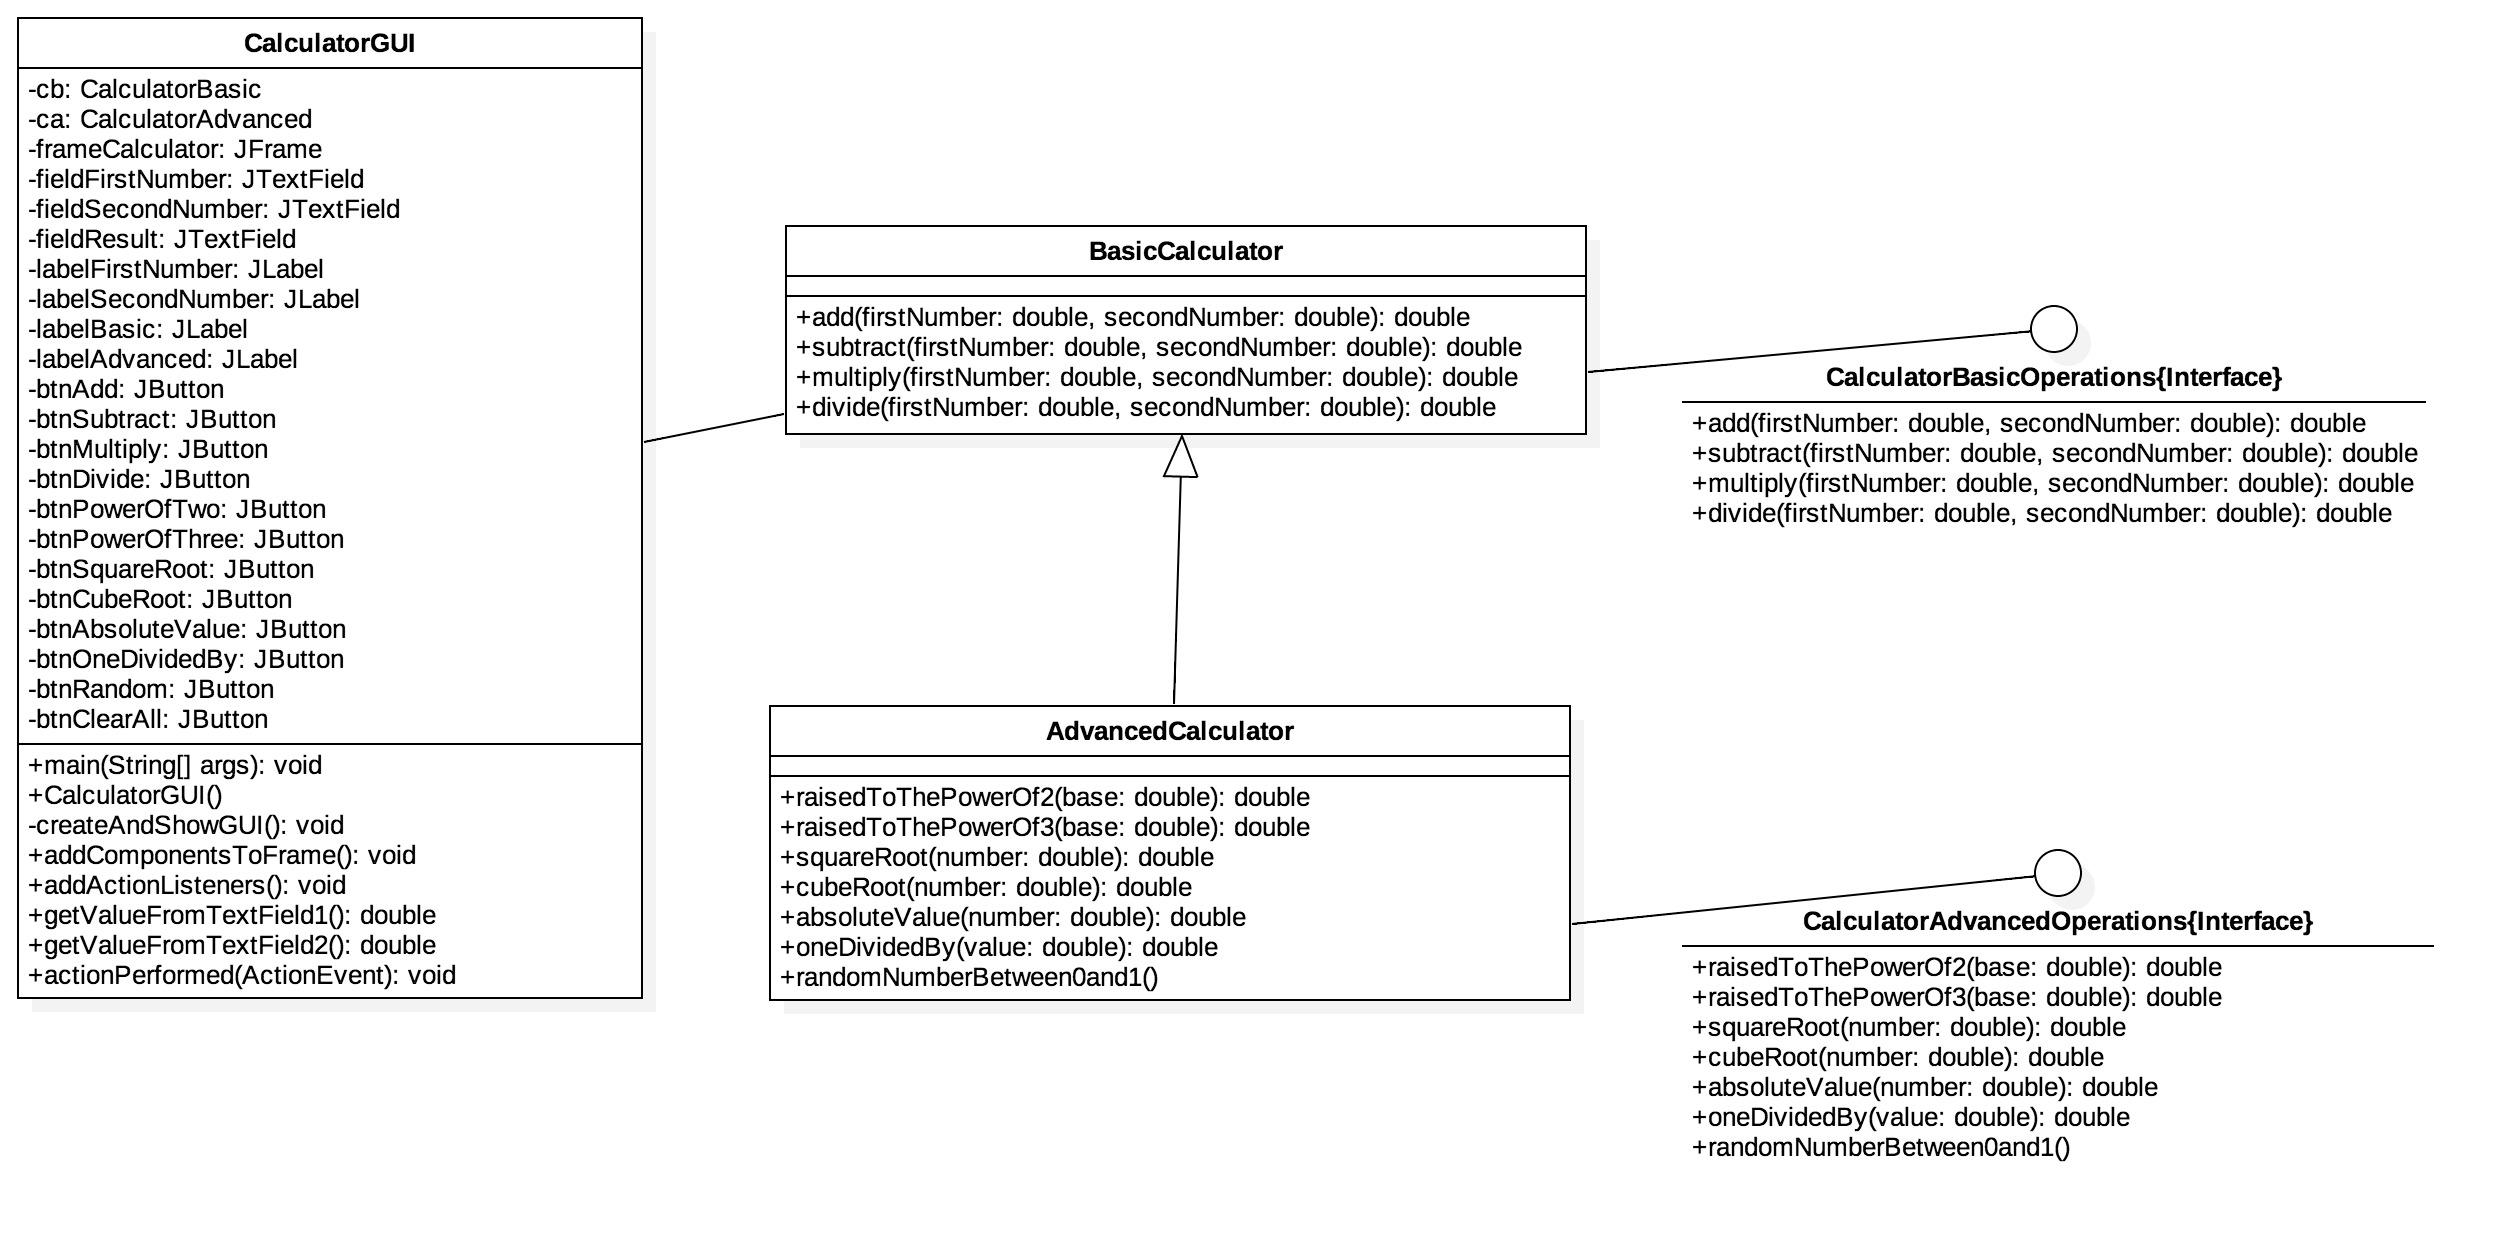 CalculatorGUI
-cb: CalculatorBasic
-ca: CalculatorAdvanced
-frameCalculator: JFrame
-fieldFirstNumber: JTextField
-fieldSecondNumber: JTextField
-fieldResult: JTextField
-labelFirstNumber: JLabel
-labelSecondNumber: JLabel
-labelBasic: JLabel
-labelAdvanced: JLabel
-btnAdd: JButton
-btnSubtract: JButton
-btnMultiply: JButton
-btnDivide: JButton
-btnPowerOfTwo: JButton
-btnPowerOfThree: JButton
-btnSquareRoot: JButton
-btnCubeRoot: JButton
-btnAbsoluteValue: JButton
-btnOneDividedBy: JButton
-btnRandom: JButton
-btnClearAll: JButton
+main(String[] args): void
+CalculatorGUI()
-createAndShowGUI(): void
+addComponentsToFrame(): void
+addActionListeners(): void
+getValueFromTextField1(): double
+getValueFromTextField2(): double
+actionPerformed(ActionEvent): void
BasicCalculator
+add(firstNumber: double, secondNumber: double): double
+subtract(firstNumber: double, secondNumber: double): double
+multiply(firstNumber: double, secondNumber: double): double
+divide(firstNumber: double, secondNumber: double): double
CalculatorBasicOperations{Interface}
+add(firstNumber: double, secondNumber: double): double
+subtract(firstNumber: double, secondNumber: double): double
+multiply(firstNumber: double, secondNumber: double): double
+divide(firstNumber: double, secondNumber: double): double
AdvancedCalculator
+raisedToThePowerOf2(base: double): double
+raisedToThePowerOf3(base: double): double
+squareRoot(number: double): double
+cubeRoot(number: double): double
+absoluteValue(number: double): double
+oneDividedBy(value: double): double
+randomNumberBetween0and1()
CalculatorAdvancedOperations{Interface}
+raisedToThePowerOf2(base: double): double
+raisedToThePowerOf3(base: double): double
+squareRoot(number: double): double
+cubeRoot(number: double): double
+absoluteValue(number: double): double
+oneDividedBy(value: double): double
+randomNumberBetween0and1()